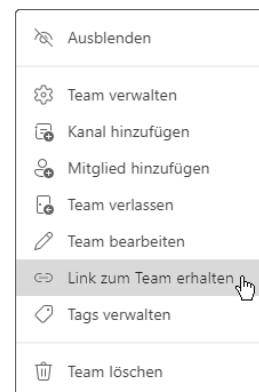 Ausblenden
Team verwalten
Kanal hinzufügen
Mitglied hinzufügen
Team verlassen
Team bearbeiten
Link zum Team erhalten
Tags verwalten
Team löschen